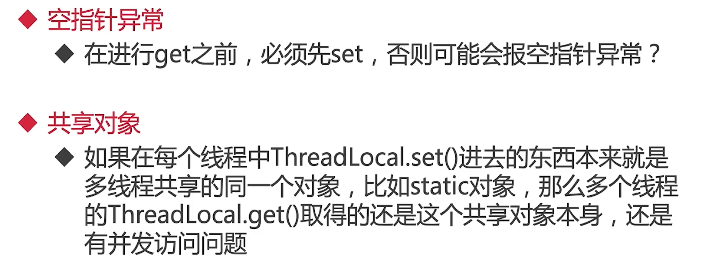 空指针异常
在进行get之前，必须先set，否则可能会报空指针异常？
共享对象
如果在每个线程中ThreadLocal.set()进去的东西本来就是
多线程共享的同一个对象，比如static对象，那么多个线程
的ThreadLocal.get()取得的还是这个共享对象本身，还是
有并发访问问题